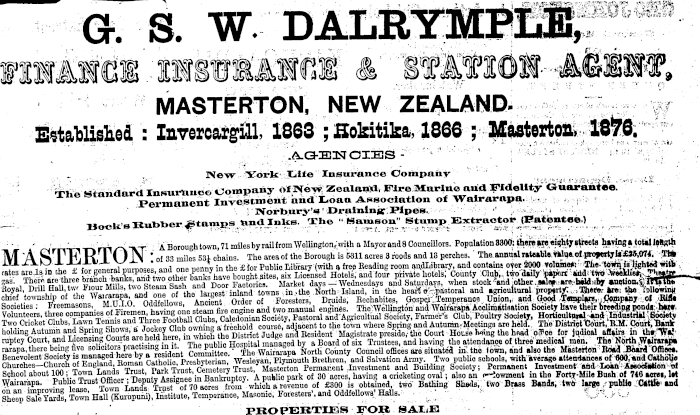 G. S. W. DALRYMPLE,
FINANCE INSURANCE & STATION AGENT,
MASTERTON, NEW ZEALAND.
Established : Invercargill, 1863 ; Hokitika, 1866 ; Masterton, 1876.
AGENCIES -
New York Life Insurance Company
The Standard Insurance Company of New Zealand, Fire Marine and Fidelity Guarantee.
Permanent Investment and Loan Association of Wairarapa.
Norbury's Draining Pipes.
Bock's Rubber Stamps and Inks. The "Samson" Stump Extractor (Patentee.)
MASTERTON: A Borough town, 71 miles by rail from Wellington, with a Mayor and 8 Councillors. Population 3300; there are eighty streets having a total length
of 33 miles 53½ chains. The area of the Borough is 5311 acres 3 roods and 13 perches. The annual rateable value of property is £35,074. The
rates are 1s in the £ for general purposes, and one penny in the £ for Public Library (with a free Reading room and Library, and contains over 2000 volumes. The town is lighted with
gas. There are three branch banks, and two other banks have bought sites, six Licensed Hotels, and four private hotels, County Club, two daily papers and two weeklies, Theatre
Royal, Drill Hall, two Flour Mills, two Steam Sash and Door Factories. Market days—Wednesdays and Saturdays, when stock and other sales are held by auction. It is the
chief township of the Wairarapa, and one of the largest inland towns in the North Island, in the heart of pastoral and agricultural property. There are the following
Societies : Freemasons, M.U.I.O. Oddfellows, Ancient Order of Foresters, Druids, Rechabites, Gospel Temperance Union, and Good Templars, Company of Rifle
Volunteers, three companies of Firemen, having one steam fire engine and two manual engines. The Wellington and Wairarapa Acclimatisation Society have their breeding ponds here.
Two Cricket Clubs, Lawn Tennis and Three Football Clubs, Caledonian Society, Pastoral and Agricultural Society, Farmer's Club, Poultry Society, Horticultural and Industrial Society
holding Autumn and Spring Shows, a Jockey Club owning a freehold course, adjacent to the town where Spring and Autumn Meetings are held. The District Court, R.M. Court, Bank
ruptcy Court, and Licensing Courts are held here, in which the District Judge and Resident Magistrate preside, the Court House being the head office for judicial affairs in the Wai
rarapa, there being five solicitors practising in it. The public Hospital managed by a Board of six Trustees, and having the attendance of three medical men. The North Wairarapa
Benevolent Society is managed here by a resident Committee. The Wairarapa North County Council offices are situated in the town, and also the Masterton Road Board Offices.
Churches—Church of England, Roman Catholic, Presbyterian, Wesleyan, Plymouth Brethren, and Salvation Army. Two public schools, with average attendances of 600, and Catholic
School 100 ; Town Lands Trust, Park Trust, Cemetery Trust, Masterton Permanent Investment and Building Society; Permanent Investment and Loan Association of
Wairarapa. Public Trust Officer ; Deputy Assignee in Bankruptcy. A public park of 30 acres, having a cricketing oval; also an endowment in the Forty-Mile Bush of 746 acres, let
at an improving lease, Town Lands Trust of 70 acres from which a revenue of £300 is obtained, two Bathing Sheds, two Brass Bands, two large public Cattle and
Sheep Sale Yards, Town Hall (Kuropuni), Institute, Temperance, Masonic, Foresters', and Oddfellows' Halls.
PROPERTIES FOR SALE